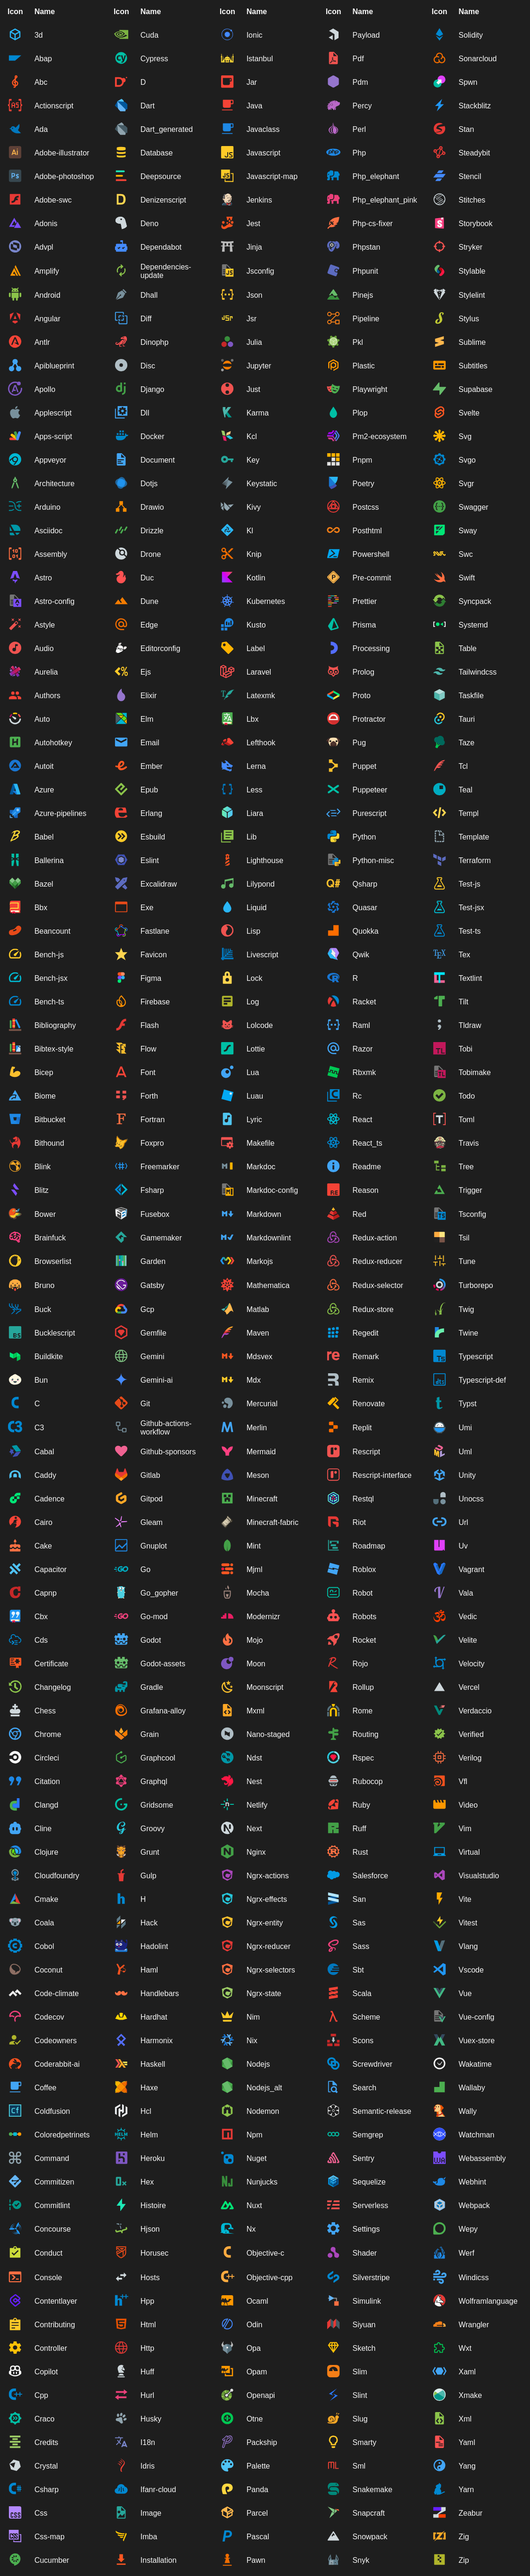 Icon Name Icon Name Icon Name Icon Name Icon Name
3d Cuda Ionic Payload Solidity
Abap Cypress Istanbul Pdf Sonarcloud
Abc D Jar Pdm Spwn
Actionscript Dart Java Percy Stackblitz
Ada Dart_generated Javaclass Perl Stan
Adobe-illustrator Database Javascript Php Steadybit
Adobe-photoshop Deepsource Javascript-map Php_elephant Stencil
Adobe-swc Denizenscript Jenkins Php_elephant_pink Stitches
Adonis Deno Jest Php-cs-fixer Storybook
Advpl Dependabot Jinja Phpstan Stryker
Amplify Dependencies-update Jsconfig Phpunit Stylable
Android Dhall Json Pinejs Stylelint
Angular Diff Jsr Pipeline Stylus
Antlr Dinophp Julia Pkl Sublime
Apiblueprint Disc Jupyter Plastic Subtitles
Apollo Django Just Playwright Supabase
Applescript Dll Karma Plop Svelte
Apps-script Docker Kcl Pm2-ecosystem Svg
Appveyor Document Key Pnpm Svgo
Architecture Dotjs Keystatic Poetry Svgr
Arduino Drawio Kivy Postcss Swagger
Asciidoc Drizzle Kl Posthtml Sway
Assembly Drone Knip Powershell Swc
Astro Duc Kotlin Pre-commit Swift
Astro-config Dune Kubernetes Prettier Syncpack
Astyle Edge Kusto Prisma Systemd
Audio Editorconfig Label Processing Table
Aurelia Ejs Laravel Prolog Tailwindcss
Authors Elixir Latexmk Proto Taskfile
Auto Elm Lbx Protractor Tauri
Autohotkey Email Lefthook Pug Taze
Autoit Ember Lerna Puppet Tcl
Azure Epub Less Puppeteer Teal
Azure-pipelines Erlang Liara Purescript Templ
Babel Esbuild Lib Python Template
Ballerina Eslint Lighthouse Python-misc Terraform
Bazel Excalidraw Lilypond Qsharp Test-js
Bbx Exe Liquid Quasar Test-jsx
Beancount Fastlane Lisp Quokka Test-ts
Bench-js Favicon Livescript Qwik Tex
Bench-jsx Figma Lock R Textlint
Bench-ts Firebase Log Racket Tilt
Bibliography Flash Lolcode Raml Tldraw
Bibtex-style Flow Lottie Razor Tobi
Bicep Font Lua Rbxmk Tobimake
Biome Forth Luau Rc Todo
Bitbucket Fortran Lyric React Toml
Bithound Foxpro Makefile React_ts Travis
Blink Freemarker Markdoc Readme Tree
Blitz Fsharp Markdoc-config Reason Trigger
Bower Fusebox Markdown Red Tsconfig
Brainfuck Gamemaker Markdownlint Redux-action Tsil
Browserlist Garden Markojs Redux-reducer Tune
Bruno Gatsby Mathematica Redux-selector Turborepo
Buck Gcp Matlab Redux-store Twig
Bucklescript Gemfile Maven Regedit Twine
Buildkite Gemini Mdsvex Remark Typescript
Bun Gemini-ai Mdx Remix Typescript-def
C Git Mercurial Renovate Typst
C3 Github-actions-workflow Merlin Replit Umi
Cabal Github-sponsors Mermaid Rescript Uml
Caddy Gitlab Meson Rescript-interface Unity
Cadence Gitpod Minecraft Restql Unocss
Cairo Gleam Minecraft-fabric Riot Url
Cake Gnuplot Mint Roadmap Uv
Capacitor Go Mjml Roblox Vagrant
Capnp Go_gopher Mocha Robot Vala
Cbx Go-mod Modernizr Robots Vedic
Cds Godot Mojo Rocket Velite
Certificate Godot-assets Moon Rojo Velocity
Changelog Gradle Moonscript Rollup Vercel
Chess Grafana-alloy Mxml Rome Verdaccio
Chrome Grain Nano-staged Routing Verified
Circleci Graphcool Ndst Rspec Verilog
Citation Graphql Nest Rubocop Vfl
Clangd Gridsome Netlify Ruby Video
Cline Groovy Next Ruff Vim
Clojure Grunt Nginx Rust Virtual
Cloudfoundry Gulp Ngrx-actions Salesforce Visualstudio
Cmake H Ngrx-effects San Vite
Coala Hack Ngrx-entity Sas Vitest
Cobol Hadolint Ngrx-reducer Sass Vlang
Coconut Haml Ngrx-selectors Sbt Vscode
Code-climate Handlebars Ngrx-state Scala Vue
Codecov Hardhat Nim Scheme Vue-config
Codeowners Harmonix Nix Scons Vuex-store
Coderabbit-ai Haskell Nodejs Screwdriver Wakatime
Coffee Haxe Nodejs_alt Search Wallaby
Coldfusion Hcl Nodemon Semantic-release Wally
Coloredpetrinets Helm Npm Semgrep Watchman
Command Heroku Nuget Sentry Webassembly
Commitizen Hex Nunjucks Sequelize Webhint
Commitlint Histoire Nuxt Serverless Webpack
Concourse Hjson Nx Settings Wepy
Conduct Horusec Objective-c Shader Werf
Console Hosts Objective-cpp Silverstripe Windicss
Contentlayer Hpp Ocaml Simulink Wolframlanguage
Contributing Html Odin Siyuan Wrangler
Controller Http Opa Sketch Wxt
Copilot Huff Opam Slim Xaml
Cpp Hurl Openapi Slint Xmake
Craco Husky Otne Slug Xml
Credits I18n Packship Smarty Yaml
Crystal Idris Palette Sml Yang
Csharp Ifanr-cloud Panda Snakemake Yarn
Css Image Parcel Snapcraft Zeabur
Css-map Imba Pascal Snowpack Zig
Cucumber Installation Pawn Snyk Zip